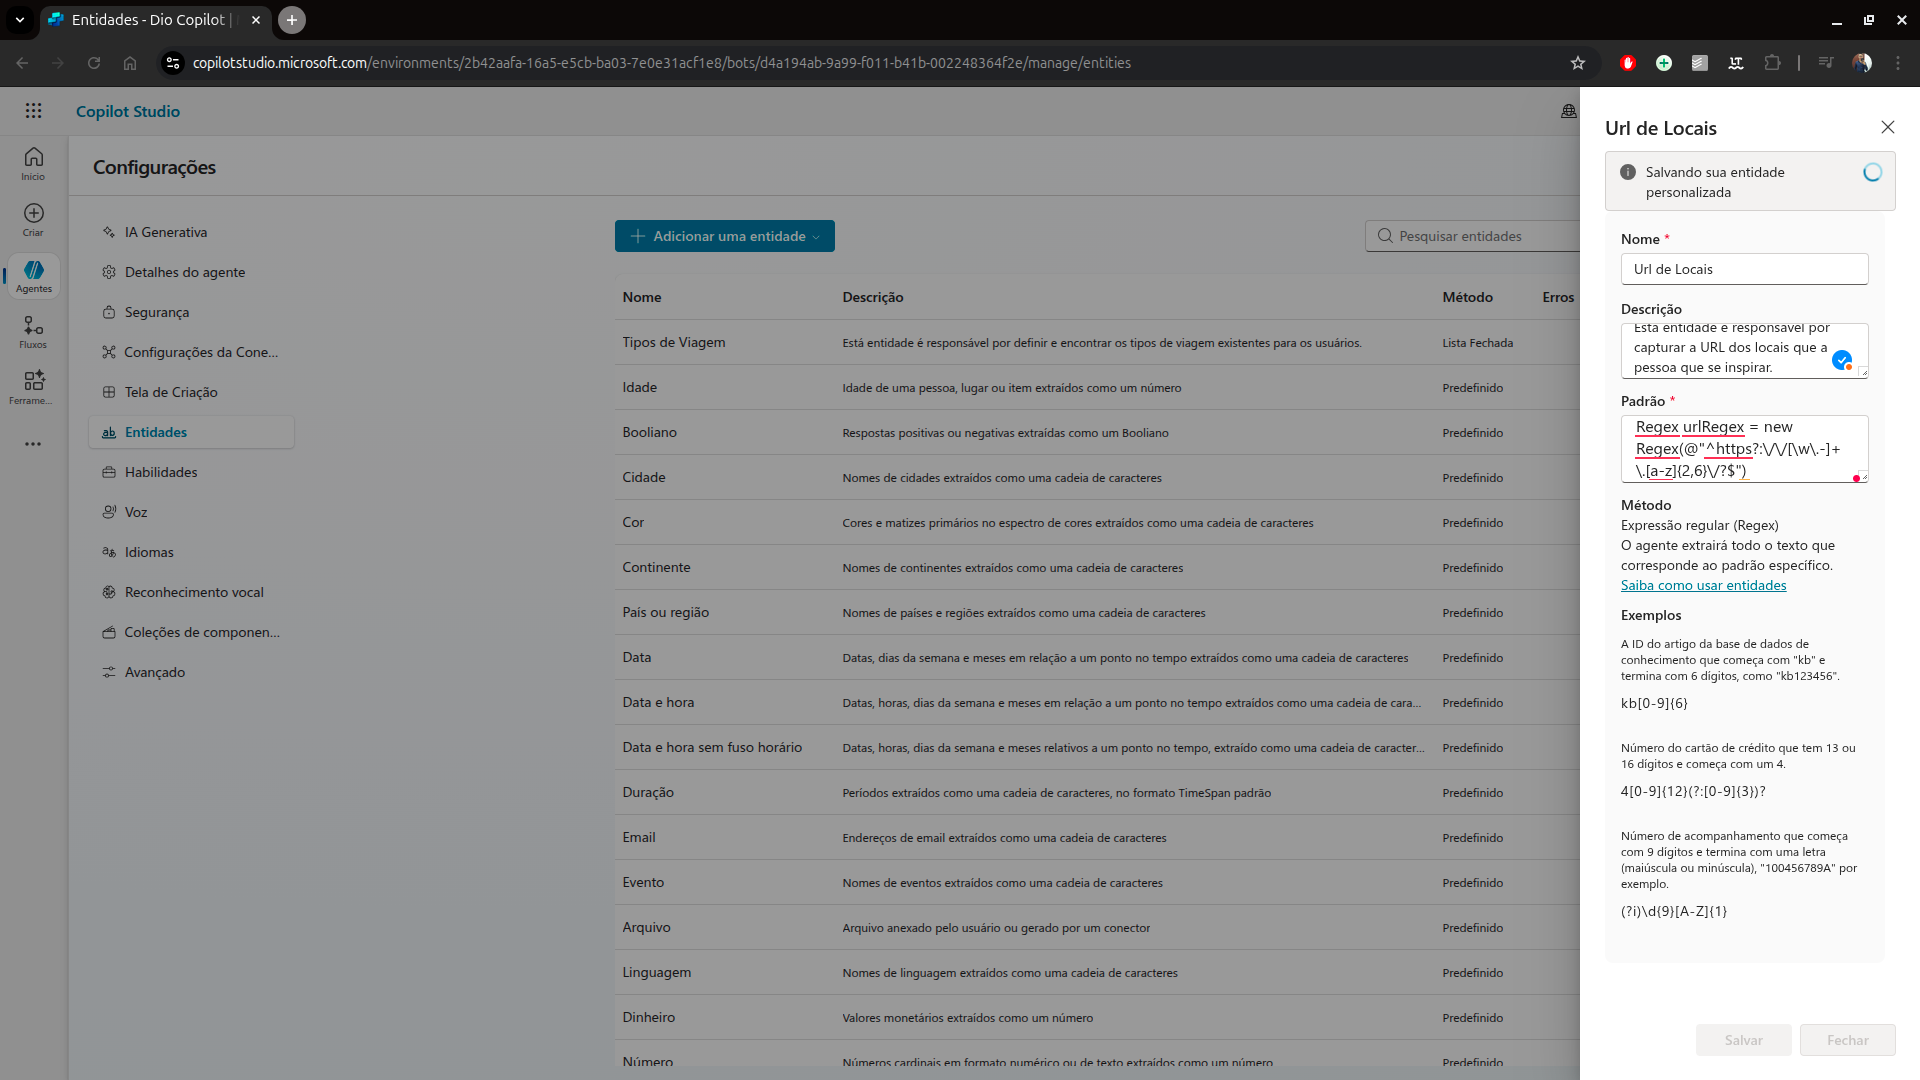 Entidades - Dio Copilot |
copilotstudio.microsoft.com/environments/2b42aafa-16a5-e5cb-ba03-7e0e31acf1e8/bots/d4a194ab-9a99-f011-b41b-002248364f2e/manage/entities
Copilot Studio
Início
Criar
Agentes
Fluxos
Ferrame...
Configurações
IA Generativa
Detalhes do agente
Segurança
Configurações da Cone...
Tela de Criação
Entidades
Habilidades
Voz
Idiomas
Reconhecimento vocal
Coleções de componen...
Avançado
Adicionar uma entidade
Pesquisar entidades
Nome Descrição Método Erros
Tipos de Viagem Está entidade é responsável por definir e encontrar os tipos de viagem existentes para os usuários. Lista Fechada
Idade Idade de uma pessoa, lugar ou item extraídos como um número Predefinido
Booliano Respostas positivas ou negativas extraídas como um Booliano Predefinido
Cidade Nomes de cidades extraídos como uma cadeia de caracteres Predefinido
Cor Cores e matizes primários no espectro de cores extraídos como uma cadeia de caracteres Predefinido
Continente Nomes de continentes extraídos como uma cadeia de caracteres Predefinido
País ou região Nomes de países e regiões extraídos como uma cadeia de caracteres Predefinido
Data Datas, dias da semana e meses em relação a um ponto no tempo extraídos como uma cadeia de caracteres Predefinido
Data e hora Datas, horas, dias da semana e meses em relação a um ponto no tempo extraídos como uma cadeia de cara... Predefinido
Data e hora sem fuso horário Datas, horas, dias da semana e meses relativos a um ponto no tempo, extraído como uma cadeia de caracter... Predefinido
Duração Períodos extraídos como uma cadeia de caracteres, no formato TimeSpan padrão Predefinido
Email Endereços de email extraídos como uma cadeia de caracteres Predefinido
Evento Nomes de eventos extraídos como uma cadeia de caracteres Predefinido
Arquivo Arquivo anexado pelo usuário ou gerado por um conector Predefinido
Linguagem Nomes de linguagem extraídos como uma cadeia de caracteres Predefinido
Dinheiro Valores monetários extraídos como um número Predefinido
Número Números cardinais em formato numérico ou de texto extraídos como um número Predefinido
Url de Locais
Salvando sua entidade
personalizada
Nome *
Url de Locais
Descrição
Esta entidade é responsável por
capturar a URL dos locais que a
pessoa que se inspirar.
Padrão *
Regex urlRegex = new
Regex(@"^https?:\/\/[\w\.-]+
\.[a-z]{2,6}\/?$")
Método
Expressão regular (Regex)
O agente extrairá todo o texto que
corresponde ao padrão específico.
Saiba como usar entidades
Exemplos
A ID do artigo da base de dados de
conhecimento que começa com "kb" e
termina com 6 dígitos, como "kb123456".
kb[0-9]{6}
Número do cartão de crédito que tem 13 ou
16 dígitos e começa com um 4.
4[0-9]{12}(?:[0-9]{3})?
Número de acompanhamento que começa
com 9 dígitos e termina com uma letra
(maiúscula ou minúscula), "100456789A" por
exemplo.
(?i)\d{9}[A-Z]{1}
Salvar
Fechar